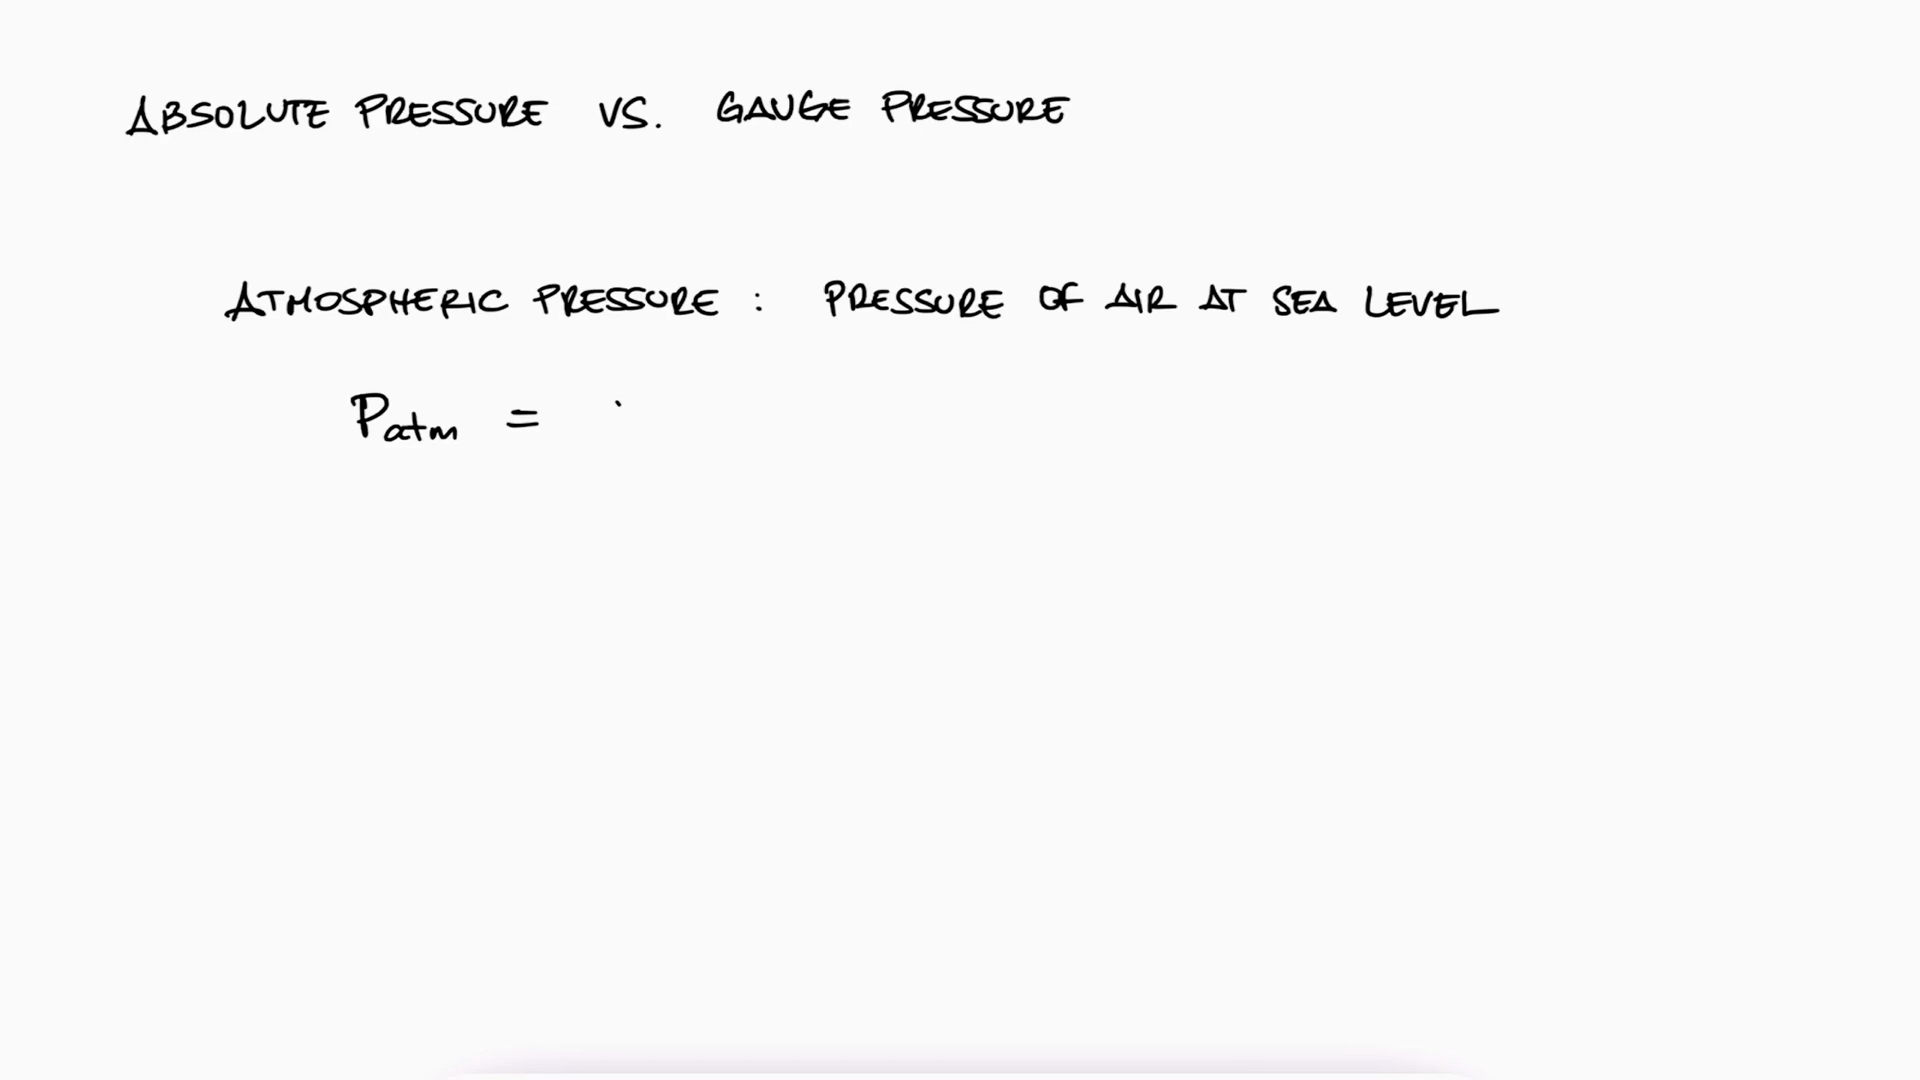 ABSOLUTE PRESSURE VS. GAUGE PRESSURE
ATMOSPHERIC PRESSURE : PRESSURE OF AIR AT SEA LEVEL
Patm =